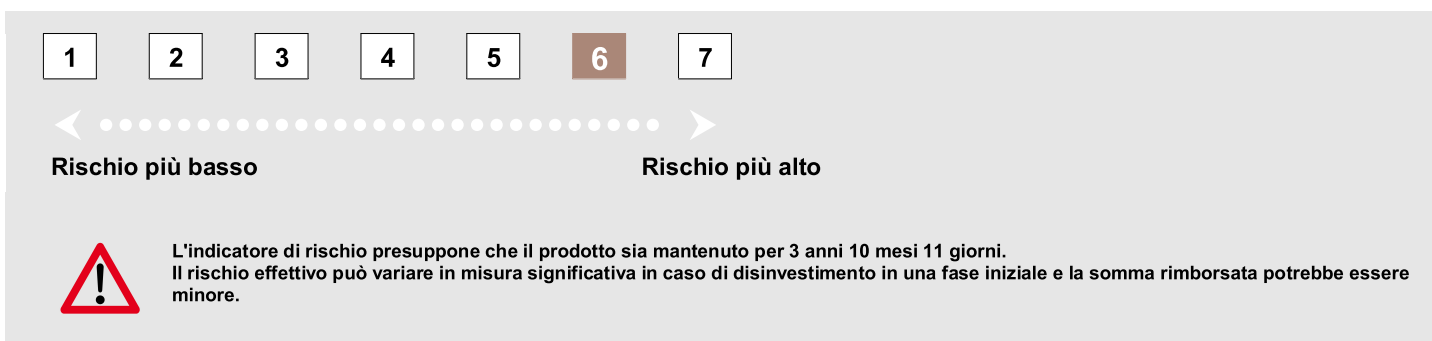 1 2 3 4 5 6 7
Rischio più basso Rischio più alto
L'indicatore di rischio presuppone che il prodotto sia mantenuto per 3 anni 10 mesi 11 giorni.
Il rischio effettivo può variare in misura significativa in caso di disinvestimento in una fase iniziale e la somma rimborsata potrebbe essere
minore.